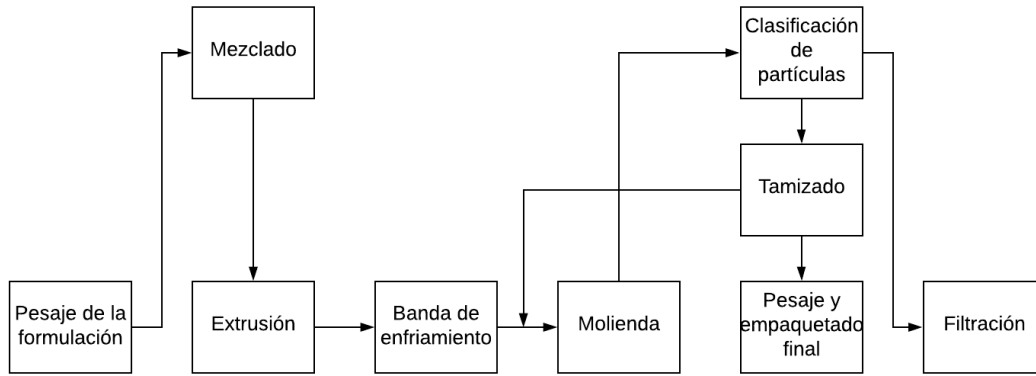 Mezclado
Clasificación
de
partículas
Tamizado
Pesaje de la
formulación
Extrusión
Banda de
enfriamiento
Molienda
Pesaje y
empaquetado
final
Filtración